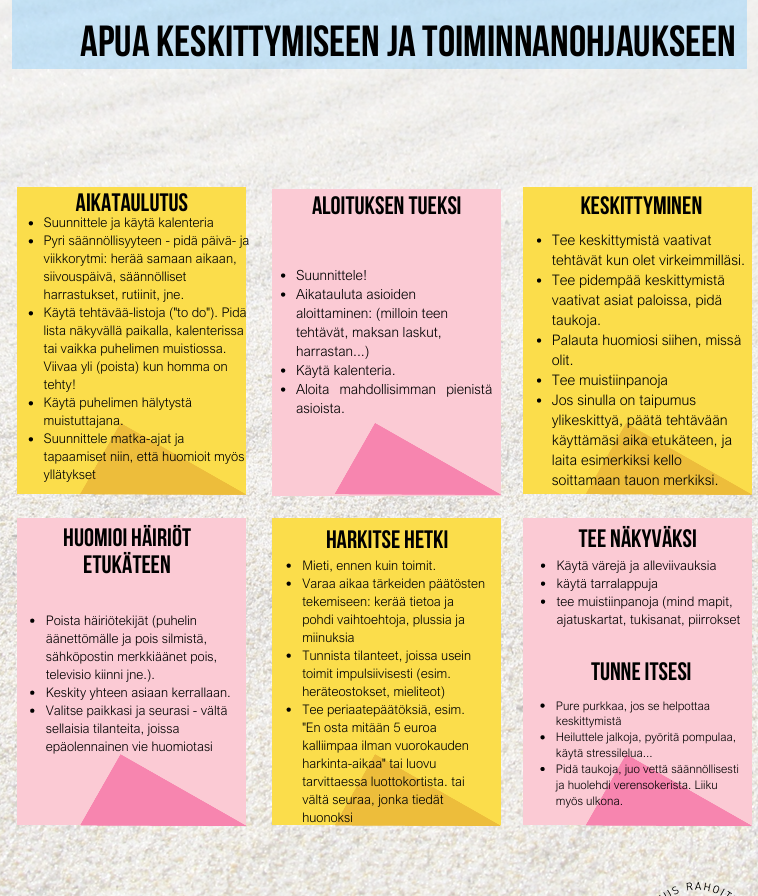 APUA KESKITTYMISEEN JA TOIMINNANOHJAUKSEEN
AIKATAULUTUS
• Suunnittele ja käytä kalenteria
• Pyri säännöllisyyteen - pidä päivä- ja
viikkorytmi: herää samaan aikaan,
siivouspäivä, säännölliset
harrastukset, rutiinit, jne.
• Käytä tehtävää-listoja ("to do"). Pidä
lista näkyvällä paikalla, kalenterissa
tai vaikka puhelimen muistiossa.
Viivaa yli (poista) kun homma on
tehty!
• Käytä puhelimen hälytystä
muistuttajana.
• Suunnittele matka-ajat ja
tapaamiset niin, että huomioit myös
yllätykset
ALOITUKSEN TUEKSI
• Suunnittele!
• Aikatauluta asioiden
aloittaminen: (milloin teen
tehtävät, maksan laskut,
harrastan...)
• Käytä kalenteria.
• Aloita mahdollisimman pienistä
asioista.
KESKITTYMINEN
• Tee keskittymistä vaativat
tehtävät kun olet virkeimmilläsi.
• Tee pidempää keskittymistä
vaativat asiat paloissa, pidä
taukoja.
• Palauta huomiosi siihen, missä
olit.
• Tee muistiinpanoja
• Jos sinulla on taipumus
ylikeskittyä, päätä tehtävään
käyttämäsi aika etukäteen, ja
laita esimerkiksi kello
soittamaan tauon merkiksi.
HUOMIOI HÄIRIÖT
ETUKÄTEEN
• Poista häiriötekijät (puhelin
äänettömälle ja pois silmistä,
sähköpostin merkkiäänet pois,
televisio kiinni jne.).
• Keskity yhteen asiaan kerrallaan.
• Valitse paikkasi ja seurasi - vältä
sellaisia tilanteita, joissa
epäolennainen vie huomiotasi
HARKITSE HETKI
• Mieti, ennen kuin toimit.
• Varaa aikaa tärkeiden päätösten
tekemiseen: kerää tietoa ja
pohdi vaihtoehtoja, plussia ja
miinuksia
• Tunnista tilanteet, joissa usein
toimit impulsiivisesti (esim.
heräteostokset, mieliteot)
• Tee periaatepäätöksiä, esim.
"En osta mitään 5 euroa
kalliimpaa ilman vuorokauden
harkinta-aikaa" tai luovu
tarvittaessa luottokortista. tai
vältä seuraa, jonka tiedät
huonoksi
TEE NÄKYVÄKSI
• Käytä värejä ja alleviivauksia
• käytä tarralappuja
• tee muistiinpanoja (mind mapit,
ajatuskartat, tukisanat, piirrokset
TUNNE ITSESI
• Pure purkkaa, jos se helpottaa
keskittymistä
• Heiluttele jalkoja, pyöritä pompulaa,
käytä stressilelua...
• Pidä taukoja, juo vettä säännöllisesti
ja huolehdi verensokerista. Liiku
myös ulkona.